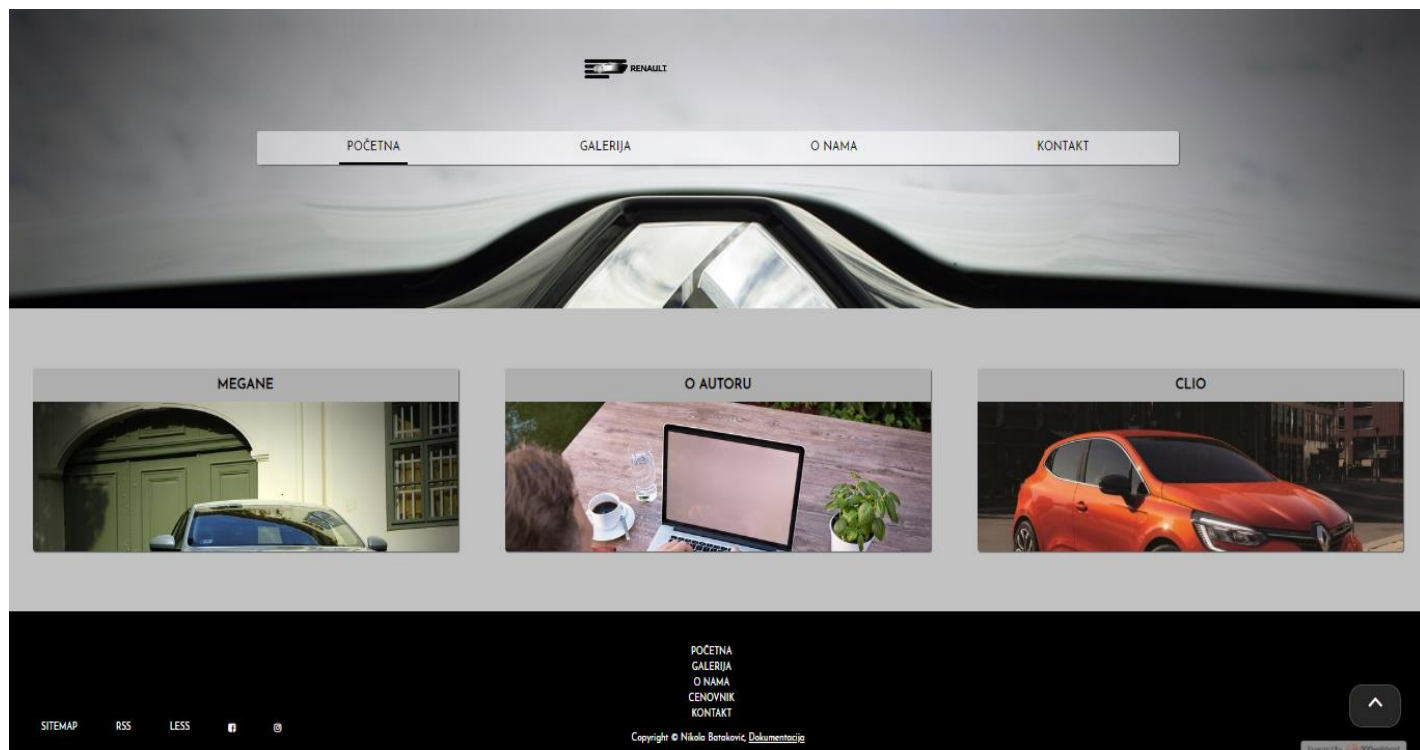 RENAULT
POČETNA GALERIJA O NAMA KONTAKT
MEGANE
O AUTORU
CLIO
POČETNA
GALERIJA
O NAMA
CENOVNIK
KONTAKT
SITEMAP RSS LESS
Copyright © Nikola Batakovic, Dokumentacija